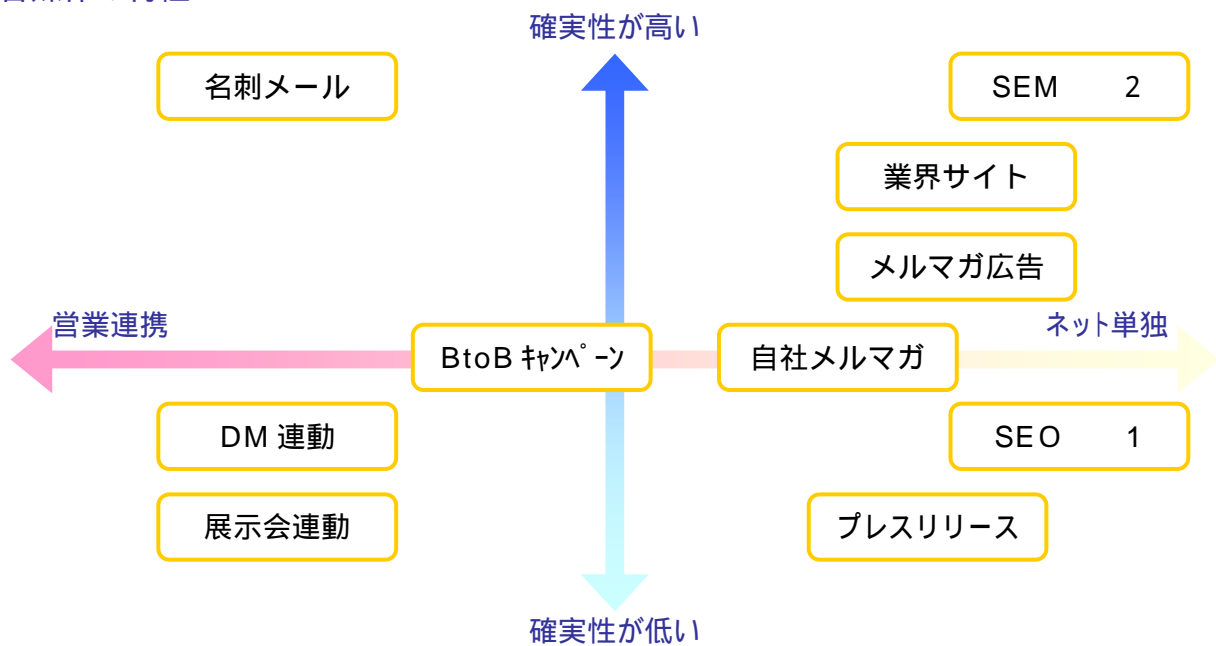 確実性が高い
名刺メール
SEM 2
業界サイト
メルマガ広告
営業連携
ネット単独
BtoB ｷｬﾝﾍﾟｰﾝ
自社メルマガ
DM 連動
SEO 1
展示会連動
プレスリリース
確実性が低い